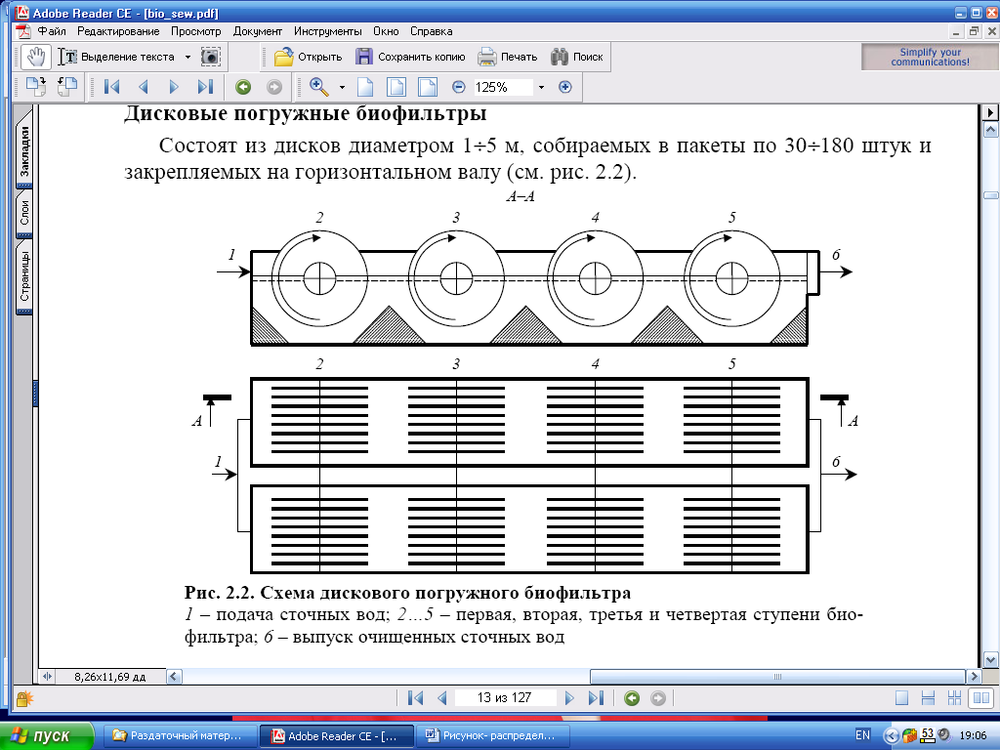 Adobe Reader CE - [bio_sew.pdf]
Файл Редактирование Просмотр Документ Инструменты Окно Справка
Выделение текста Открыть Сохранить копию Печать Поиск
Simplify your
communications!
125%
Закладки
Слои
Страницы
Дисковые погружные биофильтры
Состоят из дисков диаметром 1÷5 м, собираемых в пакеты по 30÷180 штук и
закрепляемых на горизонтальном валу (см. рис. 2.2).
А–А
2 3 4 5
1 6
2 3 4 5
А А
1 6
Рис. 2.2. Схема дискового погружного биофильтра
1 – подача сточных вод; 2…5 – первая, вторая, третья и четвертая ступени био-
фильтра; 6 – выпуск очищенных сточных вод
8,26x11,69 дд
13 из 127
пуск Раздаточный матер... Adobe Reader CE - [... Рисунок- распредел... EN 53 19:06